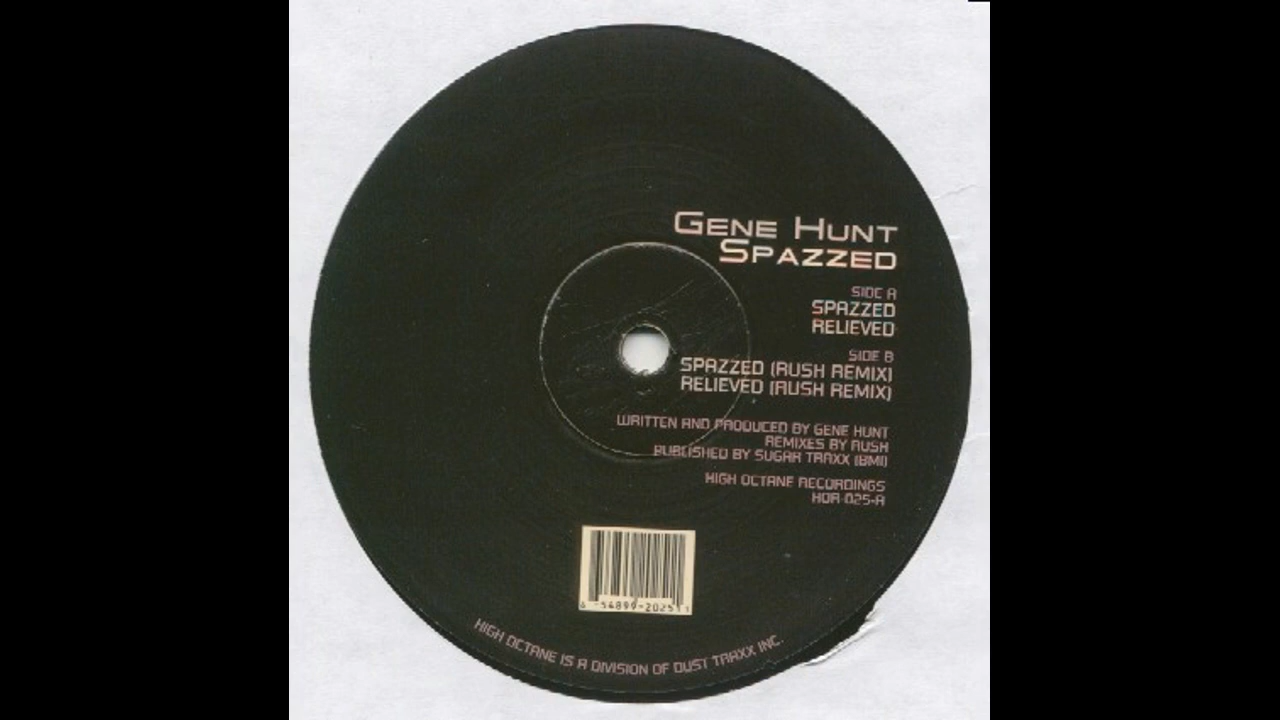 GENE HUNT
SPAZZED
SIDE A
SPAZZED
RELIEVED
SIDE B
SPAZZED (RUSH REMIX)
RELIEVED (RUSH REMIX)
WRITTEN AND PRODUCED BY GENE HUNT
REMIXES BY RUSH
PUBLISHED BY SUGAR TRAXX (BMI)
HIGH OCTANE RECORDINGS
HOR-025-A
6 54899-20251 1
HIGH OCTANE IS A DIVISION OF DUST TRAXX INC.